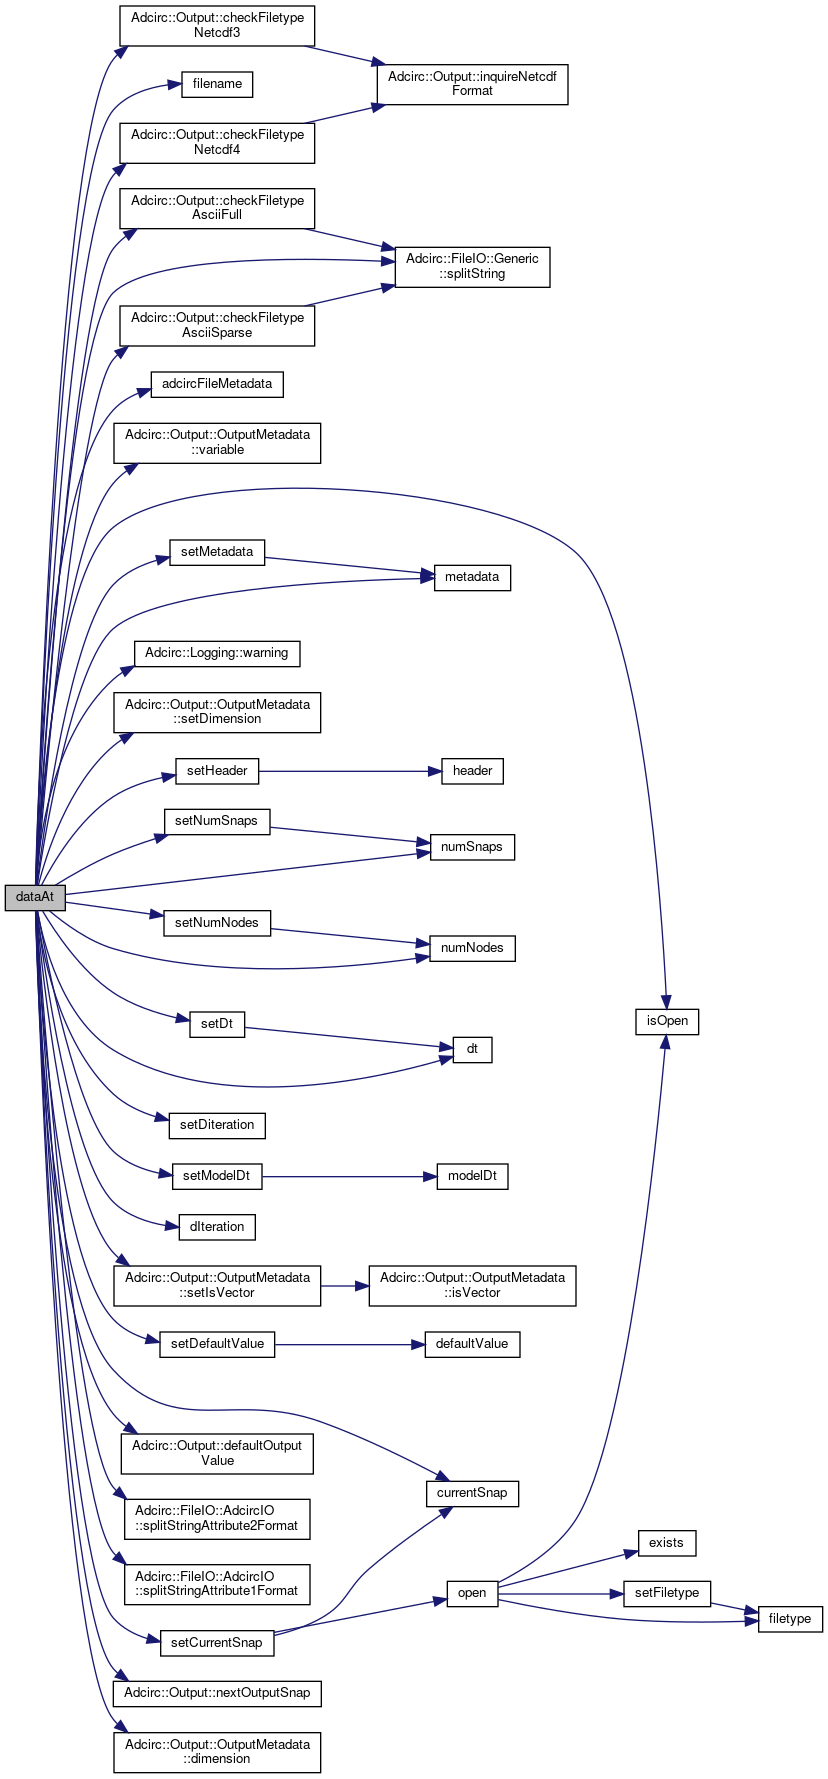 Adcirc::Output::checkFiletype
Netcdf3
filename
Adcirc::Output::inquireNetcdf
Format
Adcirc::Output::checkFiletype
Netcdf4
Adcirc::Output::checkFiletype
AsciiFull
Adcirc::FileIO::Generic
::splitString
Adcirc::Output::checkFiletype
AsciiSparse
adcircFileMetadata
Adcirc::Output::OutputMetadata
::variable
setMetadata
metadata
Adcirc::Logging::warning
Adcirc::Output::OutputMetadata
::setDimension
setHeader
header
setNumSnaps
numSnaps
dataAt
setNumNodes
numNodes
setDt
isOpen
dt
setDiteration
setModelDt
modelDt
dIteration
Adcirc::Output::OutputMetadata
::setIsVector
Adcirc::Output::OutputMetadata
::isVector
setDefaultValue
defaultValue
Adcirc::Output::defaultOutput
Value
currentSnap
Adcirc::FileIO::AdcircIO
::splitStringAttribute2Format
exists
Adcirc::FileIO::AdcircIO
::splitStringAttribute1Format
open
setFiletype
filetype
setCurrentSnap
Adcirc::Output::nextOutputSnap
Adcirc::Output::OutputMetadata
::dimension